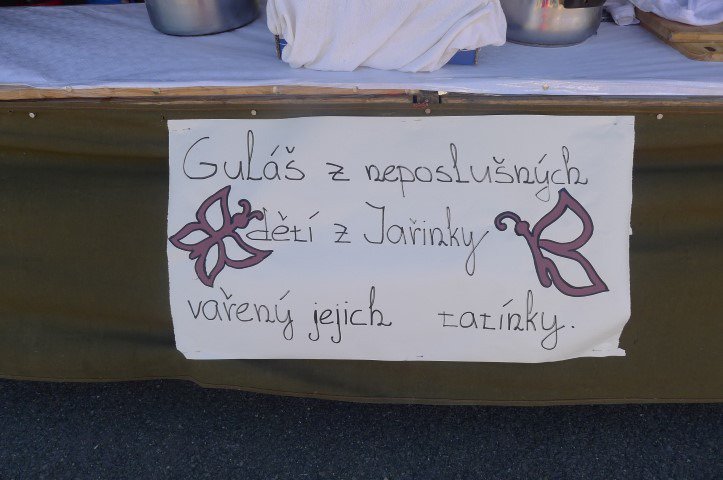 Guláš z neposlušných
dětí z Jařinky
vařený jejich tatínky.